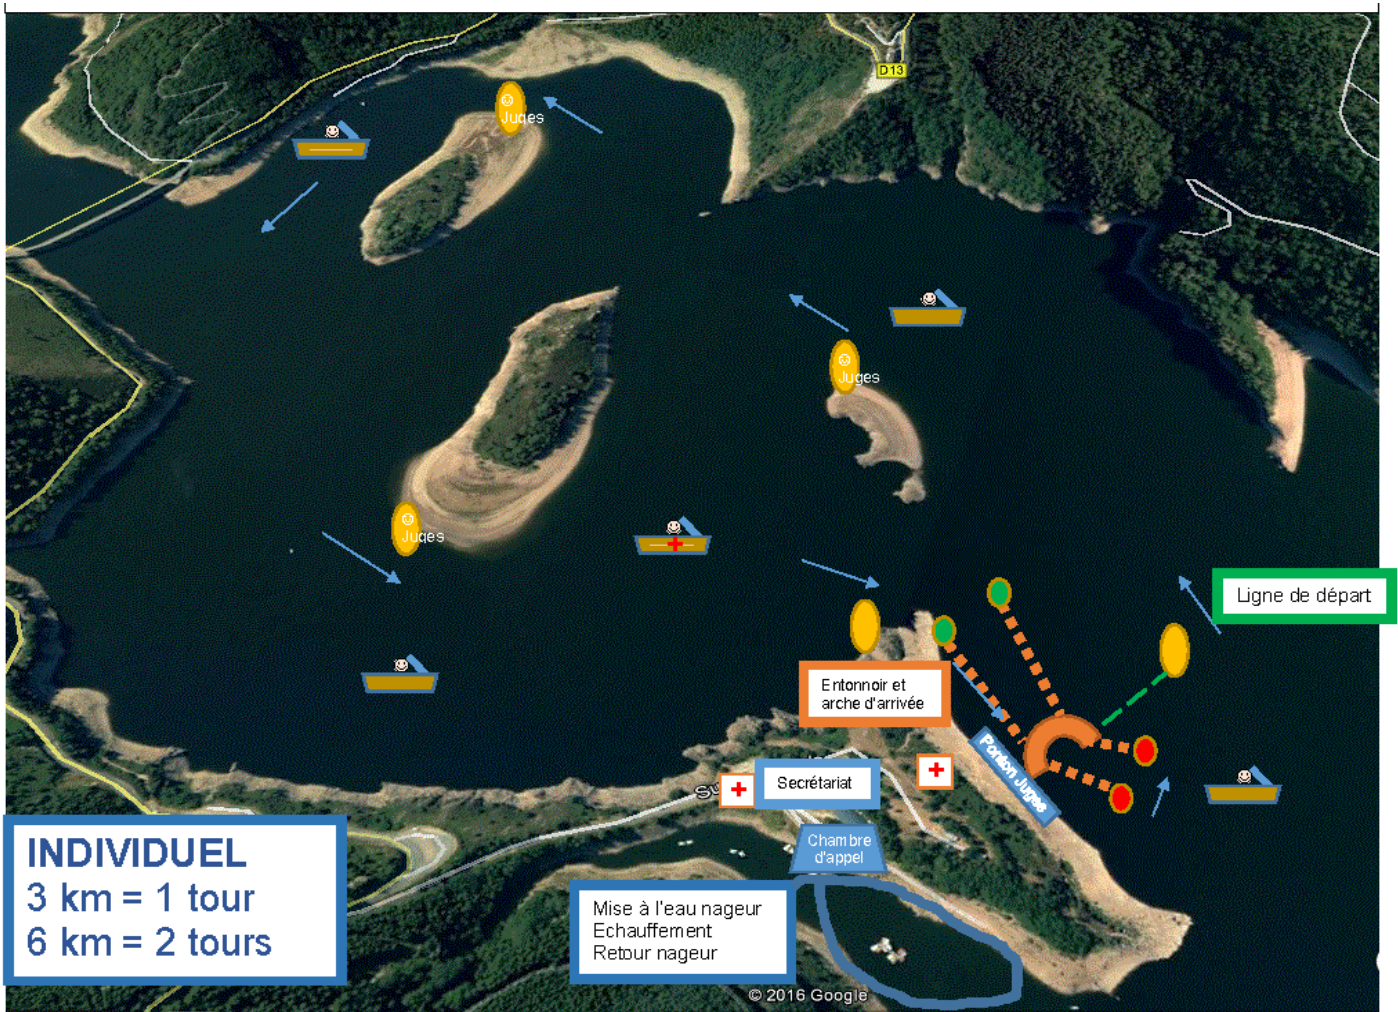 D13
Juges
Juges
Juges
Ligne de départ
Entonnoir et
arche d'arrivée
Ponton Juges
Secrétariat
Chambre
d'appel
Mise à l'eau nageur
Echauffement
Retour nageur
INDIVIDUEL
3 km = 1 tour
6 km = 2 tours
© 2016 Google